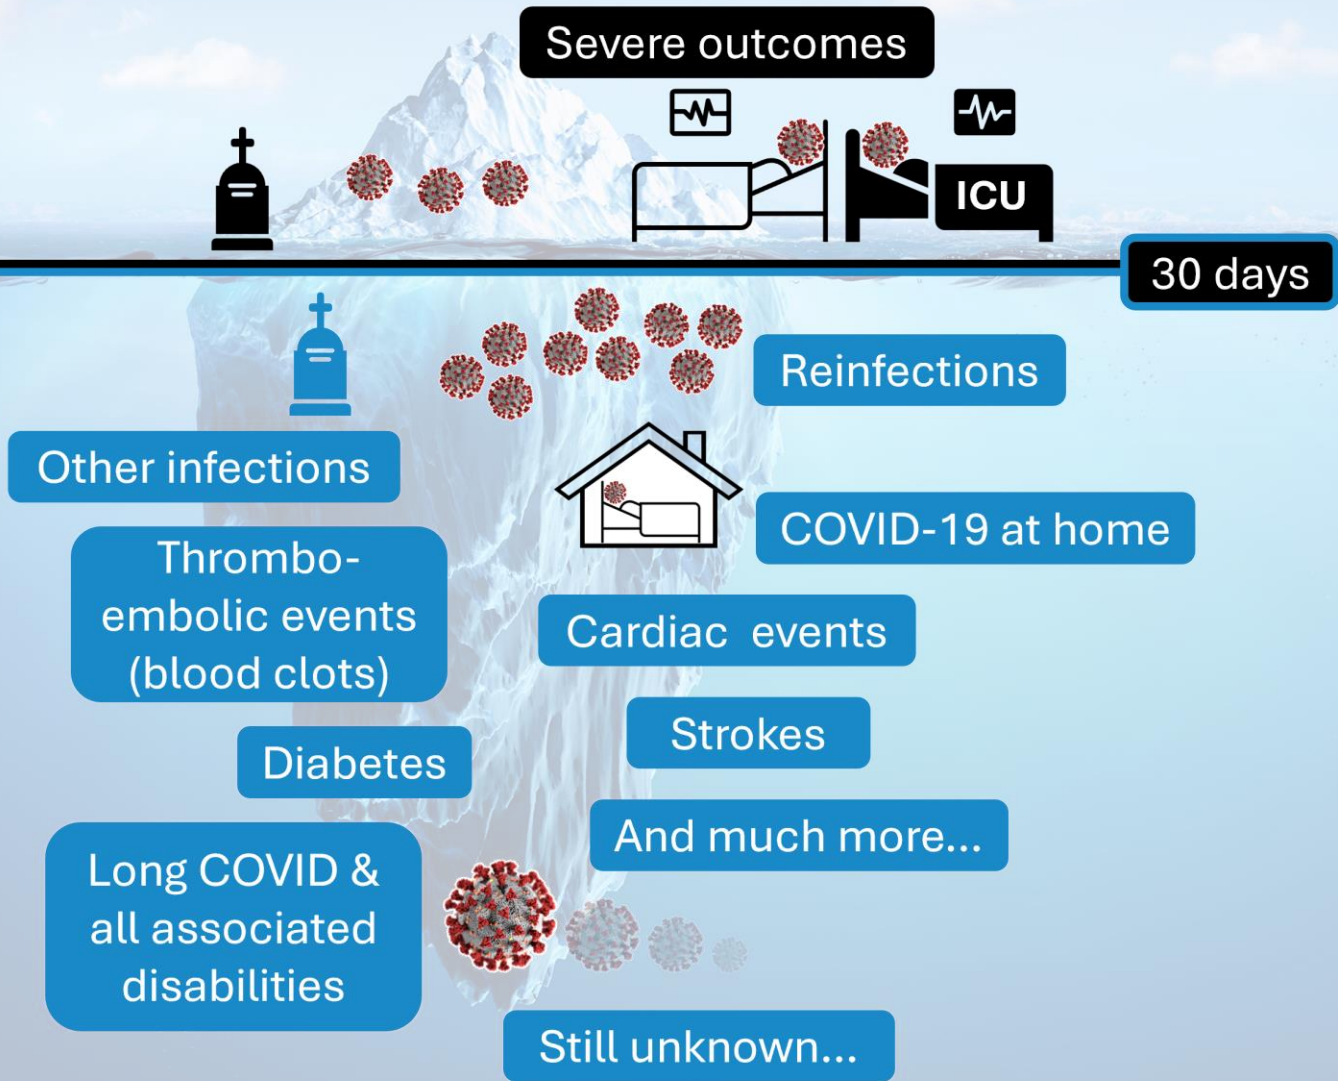 Severe outcomes
ICU
30 days
Reinfections
Other infections
COVID-19 at home
Thrombo-
embolic events
(blood clots)
Cardiac events
Strokes
Diabetes
And much more...
Long COVID &
all associated
disabilities
Still unknown...